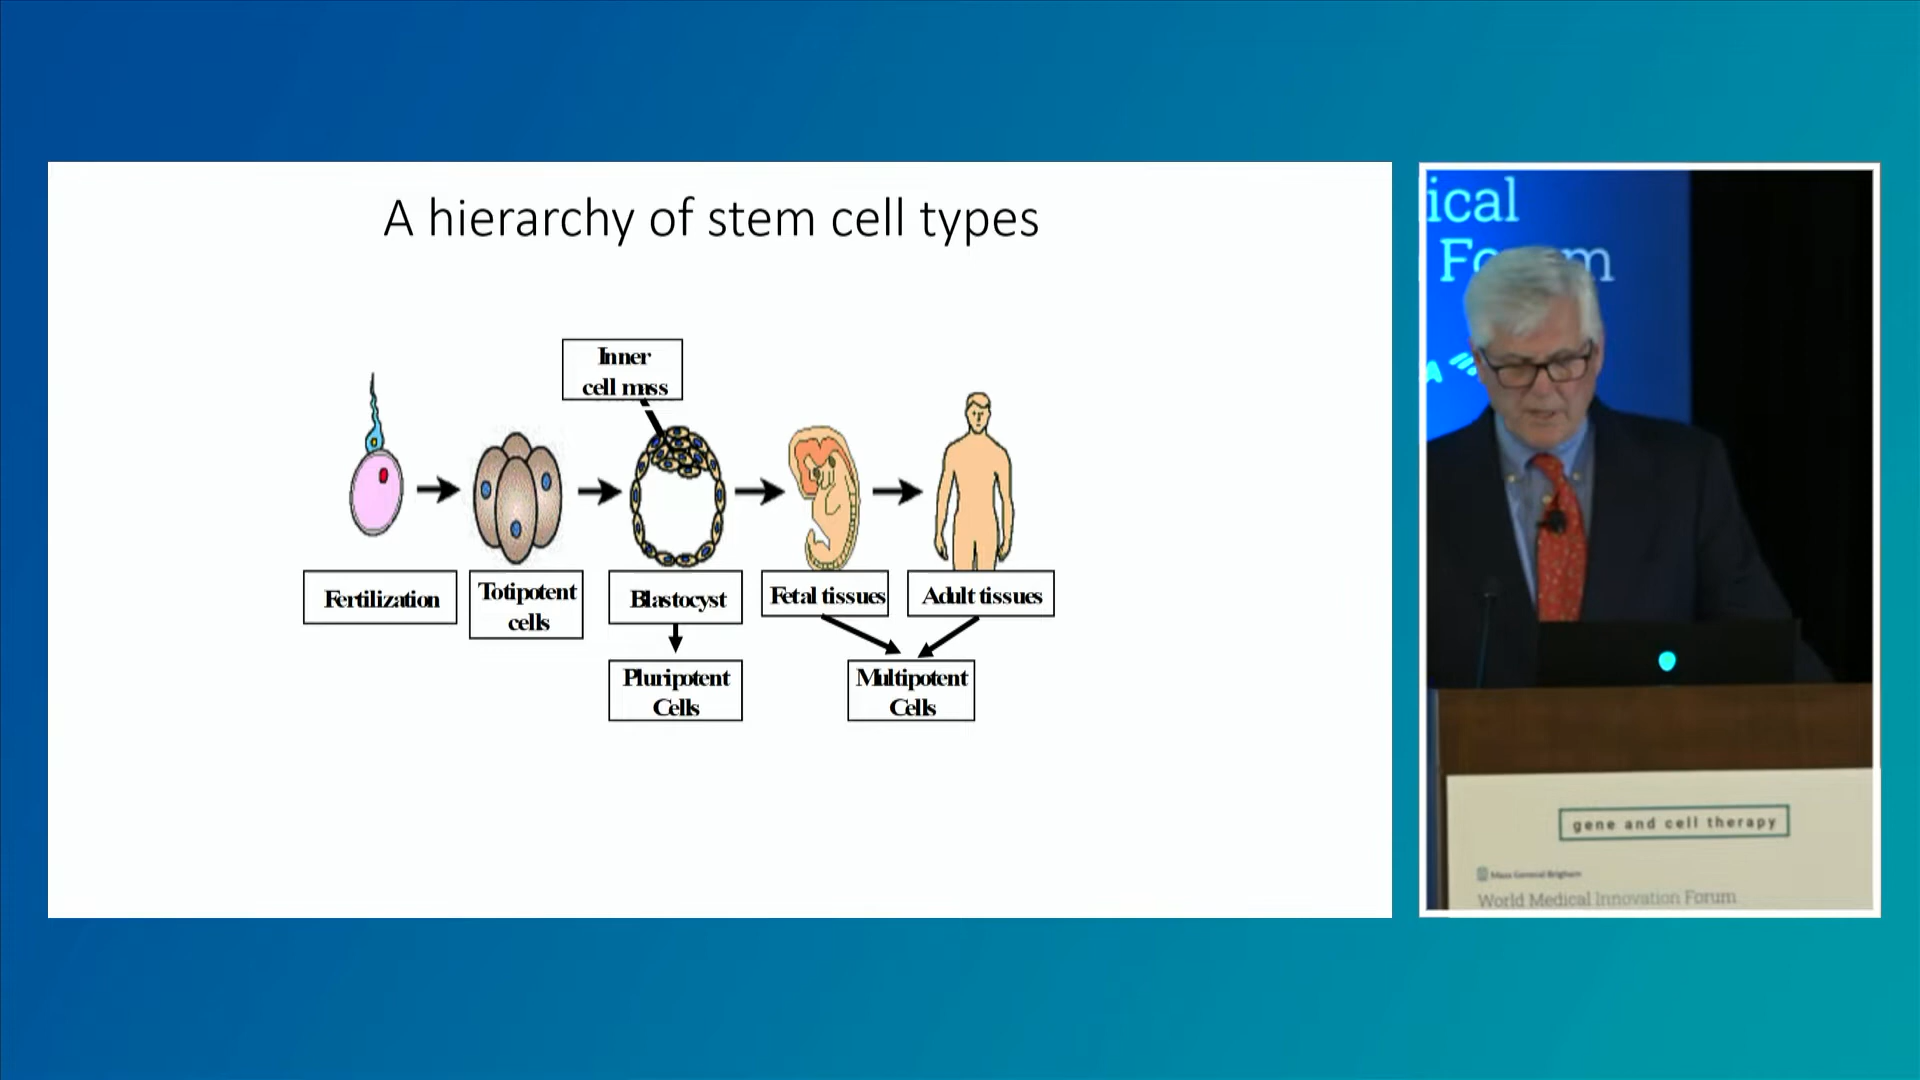 A hierarchy of stem cell types
Inner
cell mass
Fertilization
Totipotent
cells
Blastocyst
Fetal tissues
Adult tissues
Pluripotent
Cells
Multipotent
Cells
ical
Forum
A
gene and cell therapy
Mass General Brigham
World Medical Innovation Forum